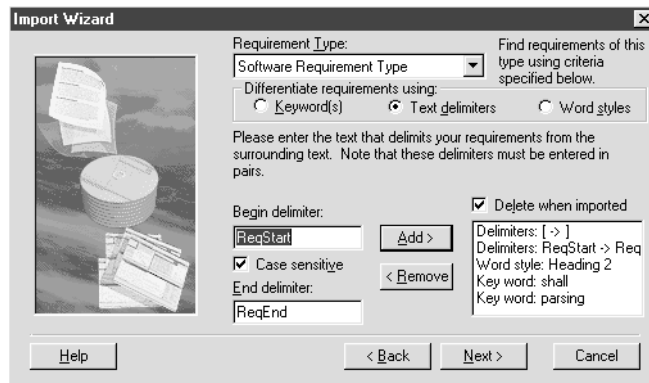 Import Wizard
Requirement Type:
Software Requirement Type
Find requirements of this
type using criteria
specified below.
Differentiate requirements using:
Keyword(s)
Text delimiters
Word styles
Please enter the text that delimits your requirements from the
surrounding text. Note that these delimiters must be entered in
pairs.
Begin delimiter:
ReqStart
Case sensitive
End delimiter:
ReqEnd
Add >
< Remove
Delete when imported
Delimiters: [ -> ]
Delimiters: ReqStart -> Req
Word style: Heading 2
Key word: shall
Key word: parsing
Help
< Back
Next >
Cancel